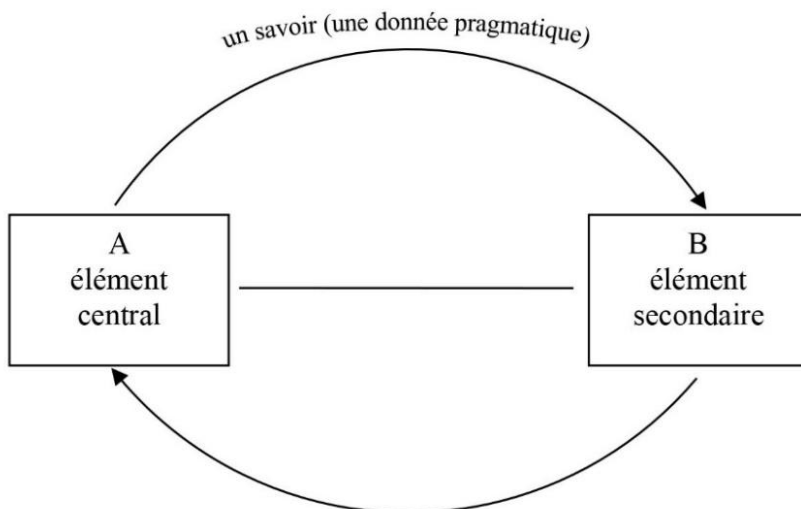 un savoir (une donnée pragmatique)
A
élément
central
B
élément
secondaire